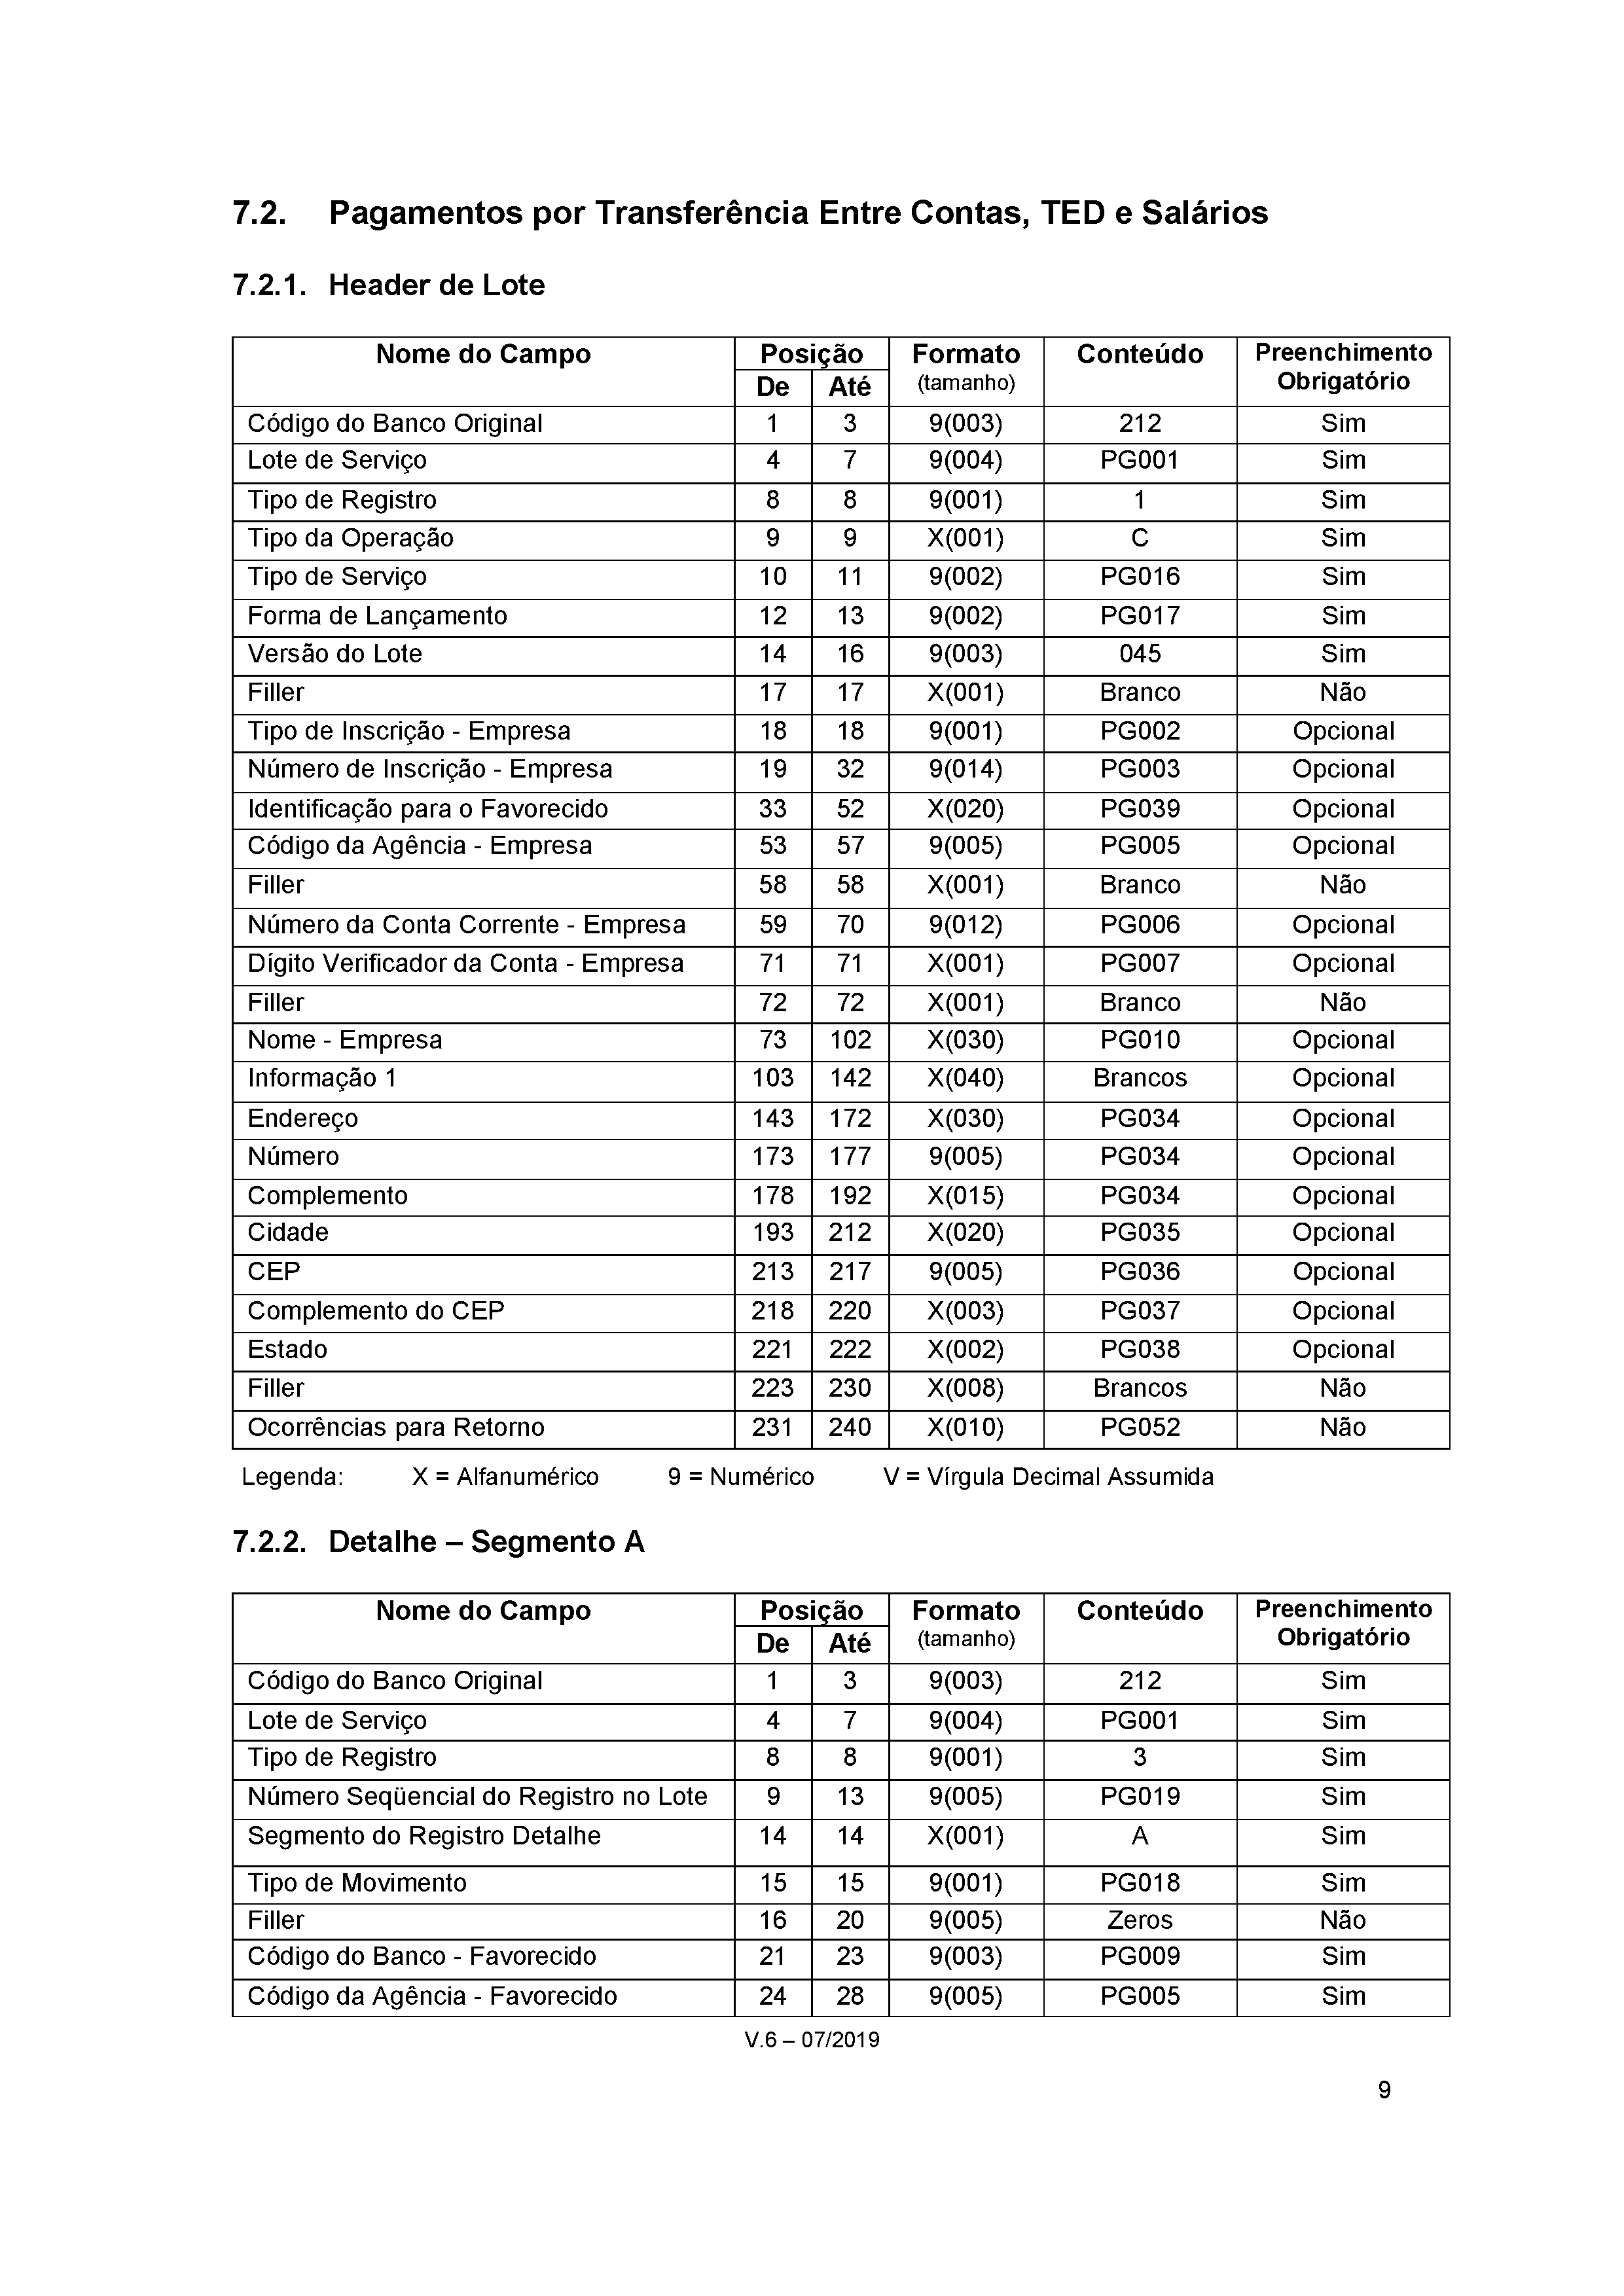 7.2. Pagamentos por Transferência Entre Contas, TED e Salários
7.2.1. Header de Lote
Nome do Campo Posição Formato Conteúdo Preenchimento
De Até (tamanho) Obrigatório
Código do Banco Original 1 3 9(003) 212 Sim
Lote de Serviço 4 7 9(004) PG001 Sim
Tipo de Registro 8 8 9(001) 1 Sim
Tipo da Operação 9 9 X(001) C Sim
Tipo de Serviço 10 11 9(002) PG016 Sim
Forma de Lançamento 12 13 9(002) PG017 Sim
Versão do Lote 14 16 9(003) 045 Sim
Filler 17 17 X(001) Branco Não
Tipo de Inscrição - Empresa 18 18 9(001) PG002 Opcional
Número de Inscrição - Empresa 19 32 9(014) PG003 Opcional
Identificação para o Favorecido 33 52 X(020) PG039 Opcional
Código da Agência - Empresa 53 57 9(005) PG005 Opcional
Filler 58 58 X(001) Branco Não
Número da Conta Corrente - Empresa 59 70 9(012) PG006 Opcional
Dígito Verificador da Conta - Empresa 71 71 X(001) PG007 Opcional
Filler 72 72 X(001) Branco Não
Nome - Empresa 73 102 X(030) PG010 Opcional
Informação 1 103 142 X(040) Brancos Opcional
Endereço 143 172 X(030) PG034 Opcional
Número 173 177 9(005) PG034 Opcional
Complemento 178 192 X(015) PG034 Opcional
Cidade 193 212 X(020) PG035 Opcional
CEP 213 217 9(005) PG036 Opcional
Complemento do CEP 218 220 X(003) PG037 Opcional
Estado 221 222 X(002) PG038 Opcional
Filler 223 230 X(008) Brancos Não
Ocorrências para Retorno 231 240 X(010) PG052 Não
Legenda: X = Alfanumérico 9 = Numérico V = Vírgula Decimal Assumida
7.2.2. Detalhe – Segmento A
Nome do Campo Posição Formato Conteúdo Preenchimento
De Até (tamanho) Obrigatório
Código do Banco Original 1 3 9(003) 212 Sim
Lote de Serviço 4 7 9(004) PG001 Sim
Tipo de Registro 8 8 9(001) 3 Sim
Número Seqüencial do Registro no Lote 9 13 9(005) PG019 Sim
Segmento do Registro Detalhe 14 14 X(001) A Sim
Tipo de Movimento 15 15 9(001) PG018 Sim
Filler 16 20 9(005) Zeros Não
Código do Banco - Favorecido 21 23 9(003) PG009 Sim
Código da Agência - Favorecido 24 28 9(005) PG005 Sim
V.6 – 07/2019
9